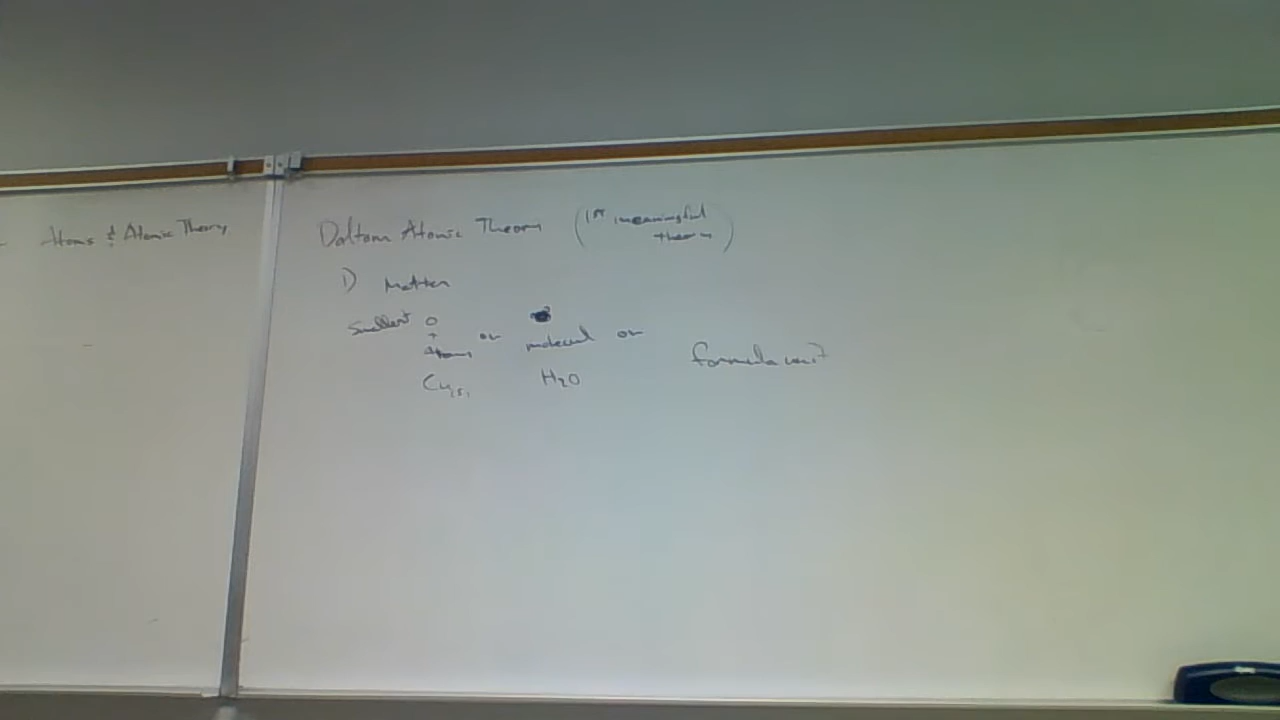 Atoms & Atomic Theory
Dalton Atomic Theory (1st meaningful
theory)
1) Matter
Smallest
Atoms or molecul or formula unit
Cu(s) H2O